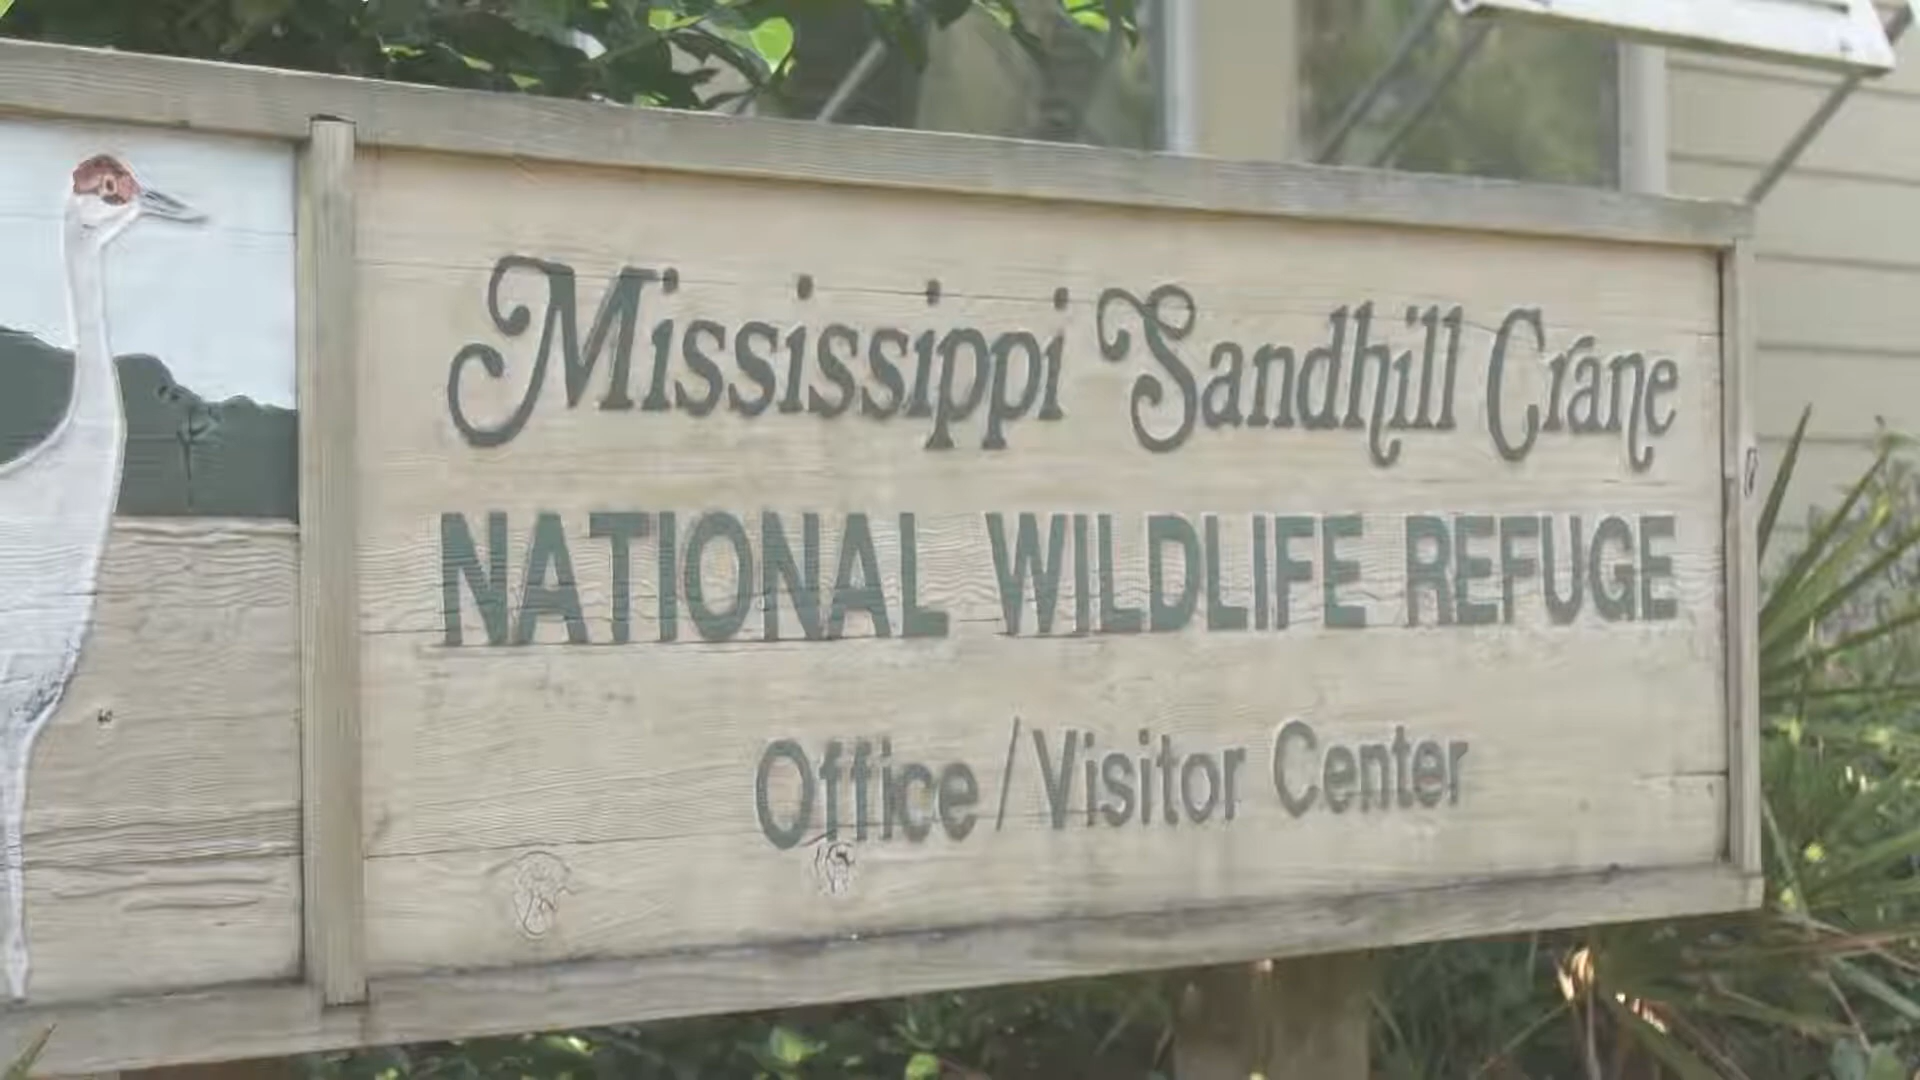 Mississippi Sandhill Crane
NATIONAL WILDLIFE REFUGE
Office/Visitor Center